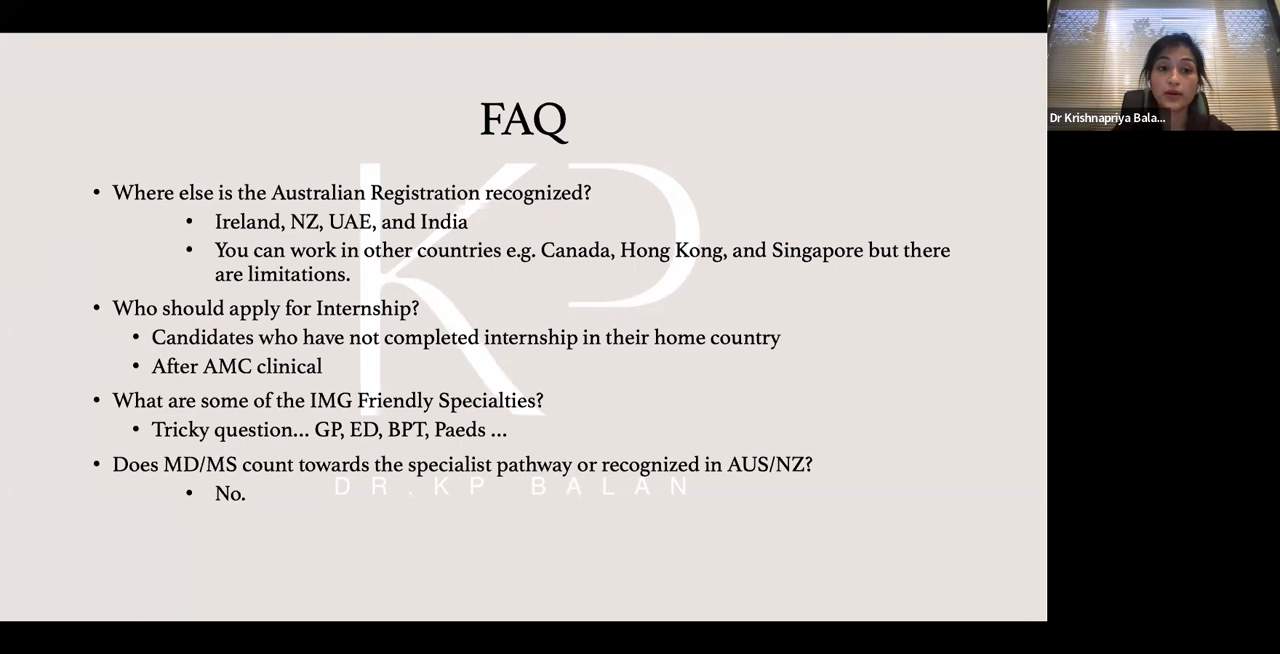 FAQ
• Where else is the Australian Registration recognized?
• Ireland, NZ, UAE, and India
• You can work in other countries e.g. Canada, Hong Kong, and Singapore but there
are limitations.
• Who should apply for Internship?
• Candidates who have not completed internship in their home country
• After AMC clinical
• What are some of the IMG Friendly Specialties?
• Tricky question... GP, ED, BPT, Paeds ...
• Does MD/MS count towards the specialist pathway or recognized in AUS/NZ?
• No.
KP
DR.KP BALAN
Dr Krishnapriya Bala...